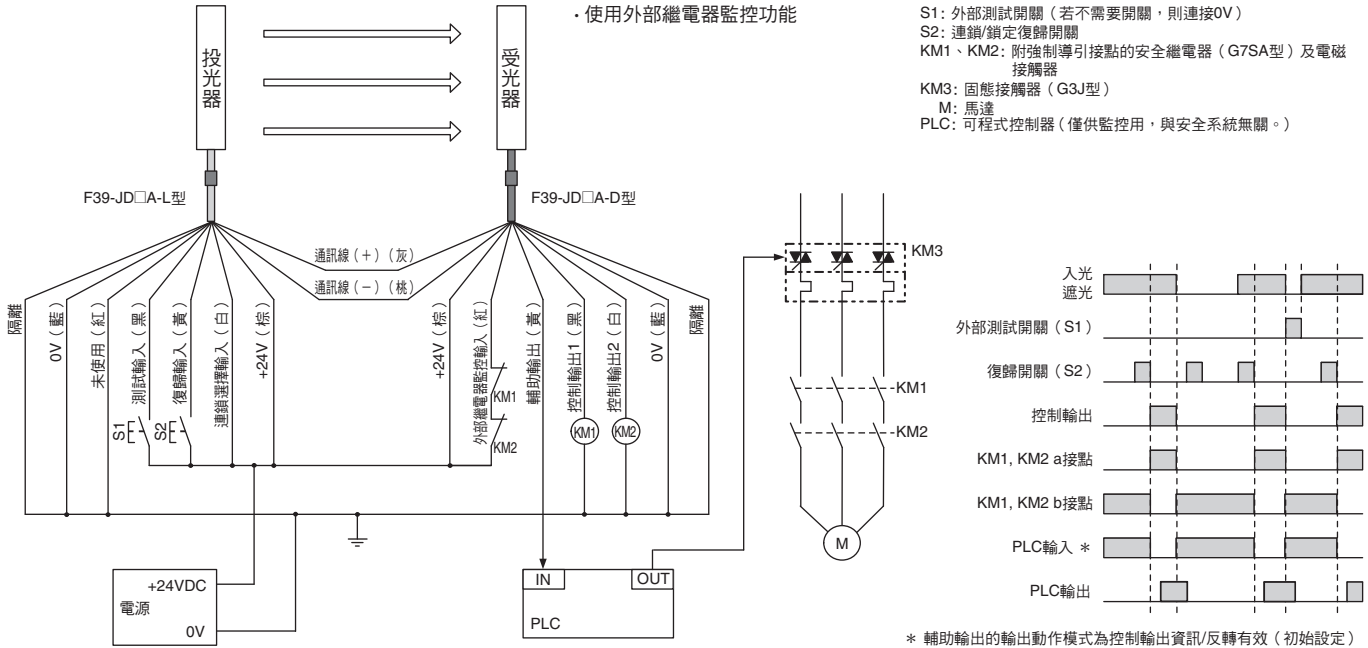 ・使用外部繼電器監控功能
S1: 外部測試開關（若不需要開關，則連接0V）
S2: 連鎖/鎖定復歸開關
KM1、KM2: 附強制導引接點的安全繼電器（G7SA型）及電磁
接觸器
KM3: 固態接觸器（G3J型）
M: 馬達
PLC: 可程式控制器（僅供監控用，與安全系統無關。）
投光器
受光器
F39-JD□A-L型
F39-JD□A-D型
通訊線（+）（灰）
通訊線（−）（桃）
隔離
0V（藍）
未使用（紅）
測試輸入（黑）
復歸輸入（黃）
連鎖選擇輸入（白）
+24V（棕）
+24V（棕）
外部繼電器監控輸入（紅）
輔助輸出（黃）
控制輸出1（黑）
控制輸出2（白）
0V（藍）
隔離
S1
S2
KM1
KM2
KM1
KM2
KM3
KM1
KM2
M
+24VDC
電源
0V
IN
OUT
PLC
入光
遮光
外部測試開關（S1）
復歸開關（S2）
控制輸出
KM1, KM2 a接點
KM1, KM2 b接點
PLC輸入 ＊
PLC輸出
＊ 輔助輸出的輸出動作模式為控制輸出資訊/反轉有效（初始設定）